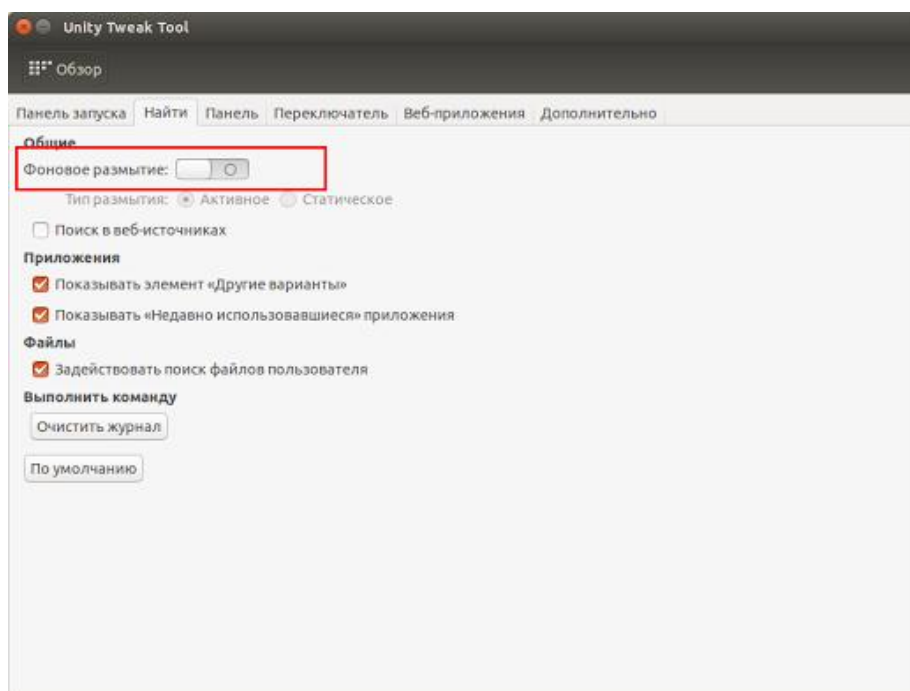 Unity Tweak Tool
Обзор
Панель запуска Найти Панель Переключатель Веб-приложения Дополнительно
Общие
Фоновое размытие:
Тип размытия: Активное Статическое
Поиск в веб-источниках
Приложения
Показывать элемент «Другие варианты»
Показывать «Недавно использовавшиеся» приложения
Файлы
Задействовать поиск файлов пользователя
Выполнить команду
Очистить журнал
По умолчанию